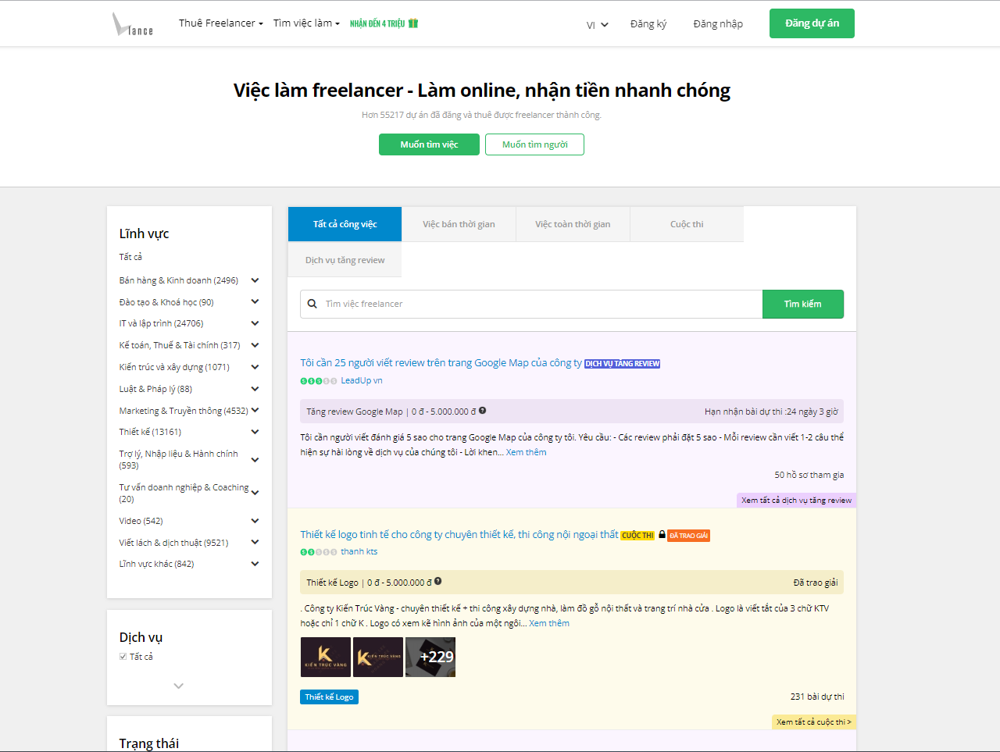 Vlance
Thuê Freelancer
Tìm việc làm
NHẬN ĐẾN 4 TRIỆU
VI
Đăng ký
Đăng nhập
Đăng dự án
Việc làm freelancer - Làm online, nhận tiền nhanh chóng
Hơn 55217 dự án đã đăng và thuê được freelancer thành công.
Muốn tìm việc
Muốn tìm người
Lĩnh vực
Tất cả
Bán hàng & Kinh doanh (2496)
Đào tạo & Khoá học (90)
IT và lập trình (24706)
Kế toán, Thuế & Tài chính (317)
Kiến trúc và xây dựng (1071)
Luật & Pháp lý (88)
Marketing & Truyền thông (4532)
Thiết kế (13161)
Trợ lý, Nhập liệu & Hành chính
(593)
Tư vấn doanh nghiệp & Coaching
(20)
Video (542)
Viết lách & dịch thuật (9521)
Lĩnh vực khác (842)
Dịch vụ
Tất cả
Trạng thái
Tất cả công việc
Việc bán thời gian
Việc toàn thời gian
Cuộc thi
Dịch vụ tăng review
Tìm việc freelancer
Tìm kiếm
Tôi cần 25 người viết review trên trang Google Map của công ty DỊCH VỤ TĂNG REVIEW
LeadUp vn
Tăng review Google Map | 0 đ - 5.000.000 đ
Hạn nhận bài dự thi :24 ngày 3 giờ
Tôi cần người viết đánh giá 5 sao cho trang Google Map của công ty tôi. Yêu cầu: - Các review phải đặt 5 sao - Mỗi review cần viết 1-2 câu thể
hiện sự hài lòng về dịch vụ của chúng tôi - Lời khen... Xem thêm
50 hồ sơ tham gia
Xem tất cả dịch vụ tăng review
Thiết kế logo tinh tế cho công ty chuyên thiết kế, thi công nội ngoại thất CUỘC THI ĐÃ TRAO GIẢI
thanh kts
Thiết kế Logo | 0 đ - 5.000.000 đ
Đã trao giải
. Công ty Kiến Trúc Vàng - chuyên thiết kế + thi công xây dựng nhà, làm đồ gỗ nội thất và trang trí nhà cửa . Logo là viết tắt của 3 chữ KTV
hoặc chỉ 1 chữ K . Logo có xem kẽ hình ảnh của một ngôi... Xem thêm
KIẾN TRÚC VÀNG
KIẾN TRÚC VÀNG
+229
Thiết kế Logo
231 bài dự thi
Xem tất cả cuộc thi >